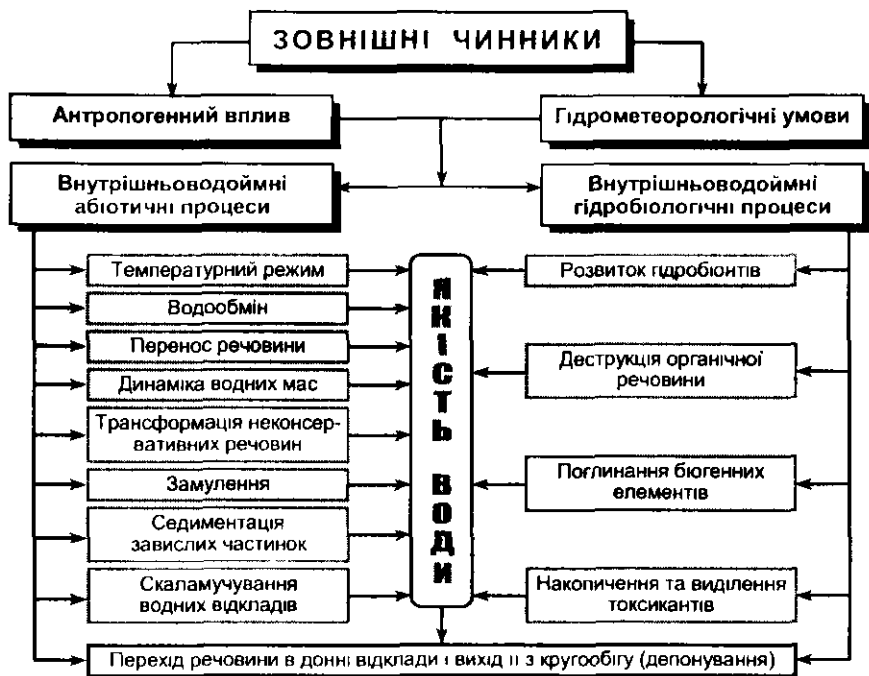 ЗОВНІШНІ ЧИННИКИ
Антропогенний вплив
Гідрометеорологічні умови
Внутрішньоводоймні
абіотичні процеси
Внутрішньоводоймні
гідробіологічні процеси
Температурний режим
Водообмін
Перенос речовини
Динаміка водних мас
Трансформація неконсер-
вативних речовин
Замулення
Седиментація
завислих частинок
Скаламучування
водних відкладів
ЯКІСТЬ ВОДИ
Розвиток гідробіонтів
Деструкція органічної
речовини
Поглинання біогенних
елементів
Накопичення та виділення
токсикантів
Перехід речовини в донні відклади і вихід її з кругообігу (депонування)